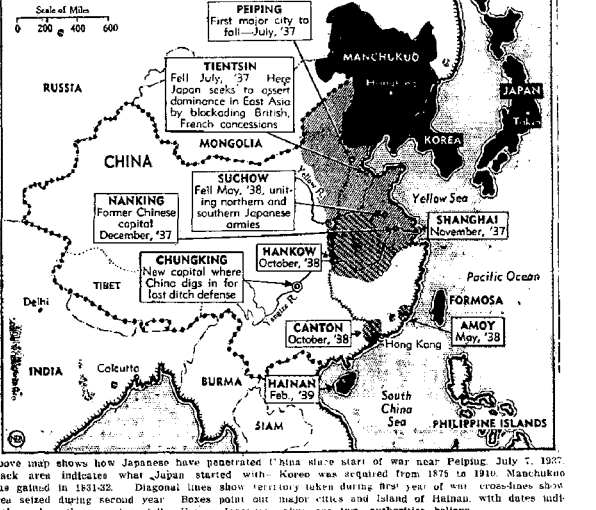 Scale of Miles
0 200 400 600
PEIPING
First major city to
fall—July, '37
MANCHUKUO
TIENTSIN
Fell July, '37 Here
Japan seeks to assert
dominance in East Asia
by blockading British,
French concessions
RUSSIA
JAPAN
KOREA
MONGOLIA
CHINA
SUCHOW
Fell May, '38, unit-
ing northern and
southern Japanese
armies
Yellow R.
Yellow Sea
NANKING
Former Chinese
capital
December, '37
SHANGHAI
November, '37
HANKOW
October, '38
CHUNGKING
New capital where
China digs in for
last ditch defense
Pacific Ocean
TIBET
Delhi
Yangtze R.
FORMOSA
CANTON
October, '38
AMOY
May, '38
Hong Kong
INDIA
Calcutta
BURMA
HAINAN
Feb., '39
South
China
Sea
SIAM
PHILIPPINE ISLANDS
NEA
map shows how Japanese have penetrated China since start of war near Peiping, July 7, 1937.
area indicates what Japan started with Korea was acquired from 1875 to 1910, Manchukuo
gained in 1931-32. Diagonal lines show territory taken during first year of war cross-lines show
seized during second year Boxes point out major cities and Island of Hainan, with dates indi-